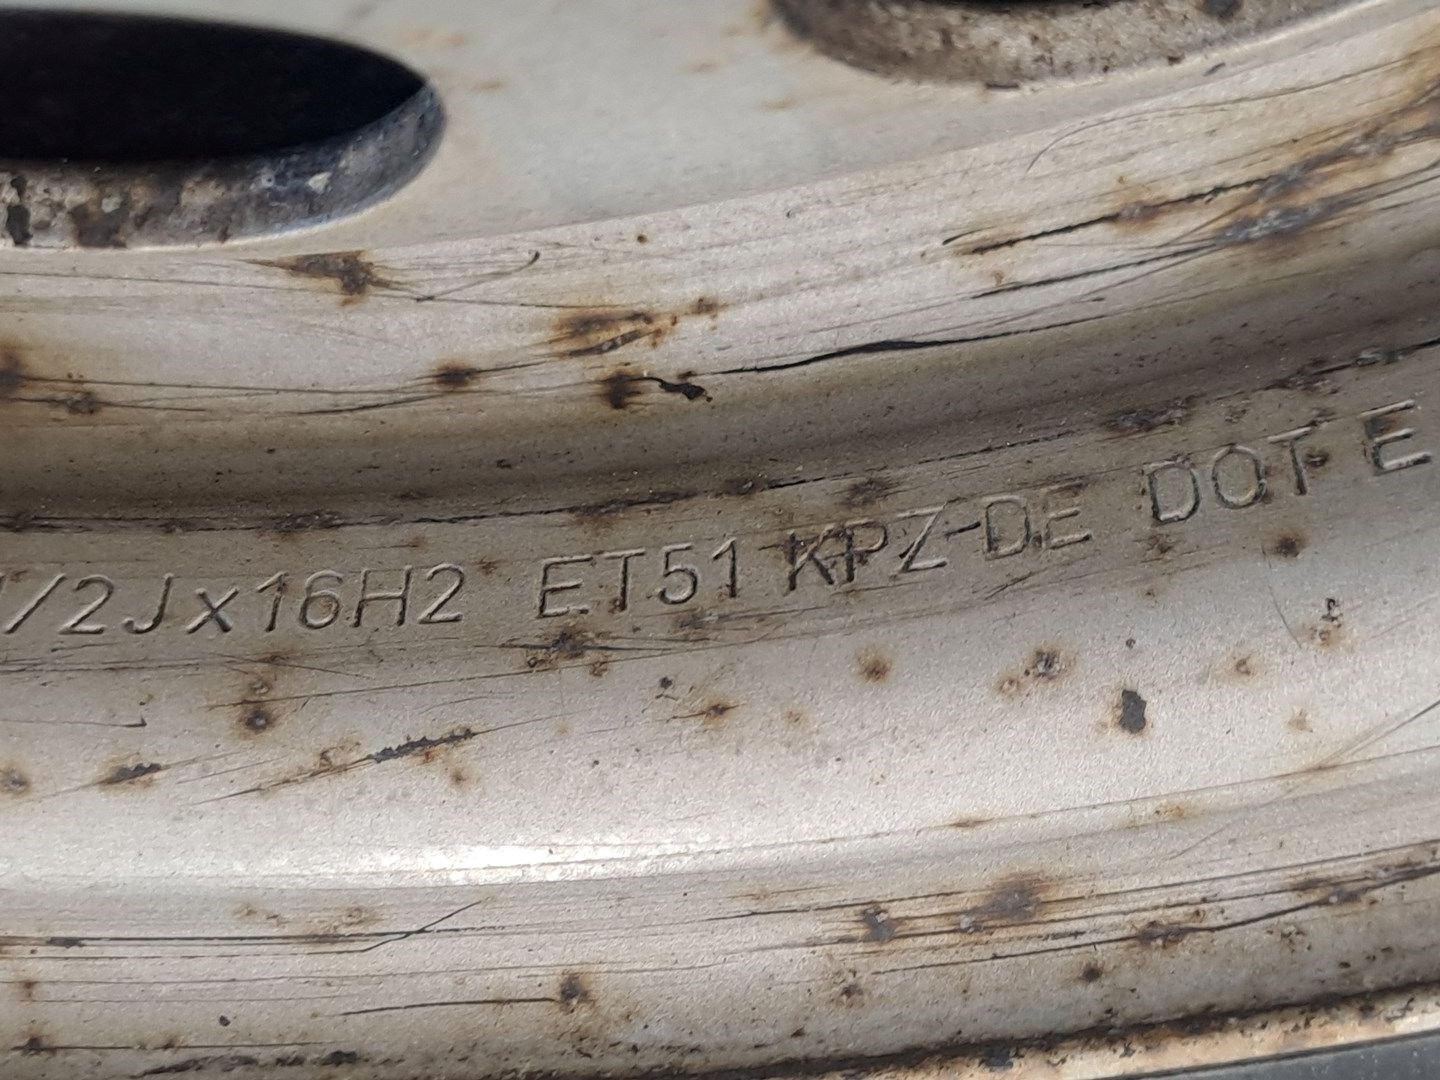 /2Jx16H2 ET51 KPZ-DE DOT E